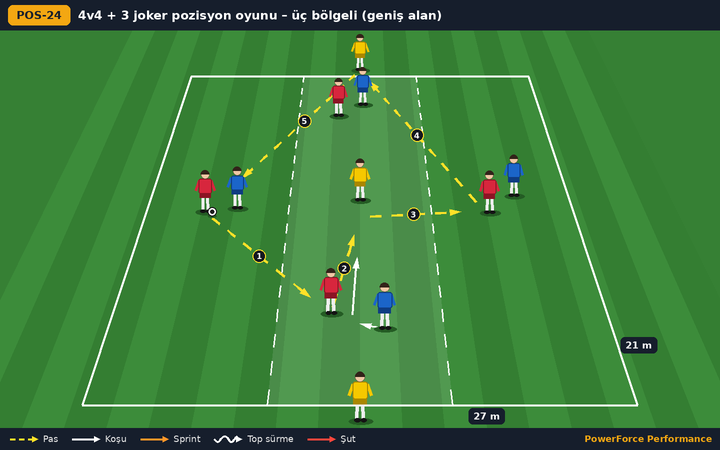 POS-24
4v4 + 3 joker pozisyon oyunu – üç bölgeli (geniş alan)
5
4
3
1
2
21 m
27 m
Pas
Koşu
Sprint
Top sürme
Şut
PowerForce Performance